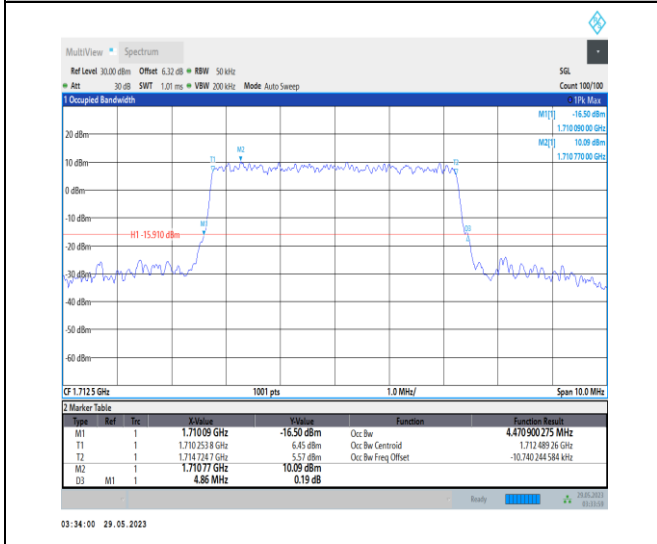 MultiView Spectrum
Ref Level 30.00 dBm Offset 6.32 dB RBW 50 kHz SGL
Att 30 dB SWT 1.01 ms VBW 200 kHz Mode Auto Sweep Count 100/100
1 Occupied Bandwidth 1Pk Max
M1[1] -16.50 dBm
1.710 090 00 GHz
M2[1] 10.09 dBm
1.710 770 00 GHz
20 dBm
M2
T1 T2
10 dBm
0 dBm
-10 dBm
M1 D3
H1 -15.910 dBm
-20 dBm
-30 dBm
-40 dBm
-50 dBm
-60 dBm
CF 1.712 5 GHz 1001 pts 1.0 MHz/ Span 10.0 MHz
2 Marker Table
Type Ref Trc X-Value Y-Value Function Function Result
M1 1 1.710 09 GHz -16.50 dBm Occ Bw 4.470 900 275 MHz
T1 1 1.710 253 8 GHz 6.45 dBm Occ Bw Centroid 1.712 489 26 GHz
T2 1 1.714 724 7 GHz 5.57 dBm Occ Bw Freq Offset -10.740 244 584 kHz
M2 1 1.710 77 GHz 10.09 dBm
D3 M1 1 4.86 MHz 0.19 dB
Ready 29.05.2023
03:33:59
03:34:00 29.05.2023